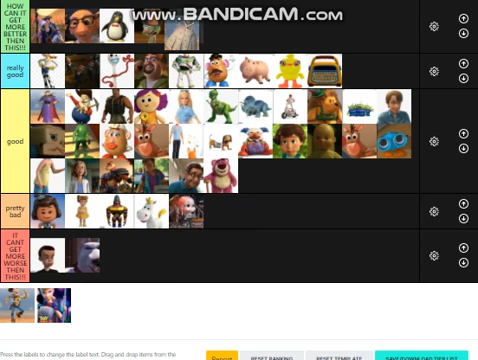 www.BANDICAM.com
HOW CAN IT
GET MORE
BETTER THEN
THIS!!!
really
good
good
pretty
bad
IT
CANT
GET
MORE
WORSE
THEN
THIS!!!
Press the labels to change the label text. Drag and drop items from the
RESET RANKING
RESET TEMPLATE
SAVE/DOWNLOAD TIER LIST